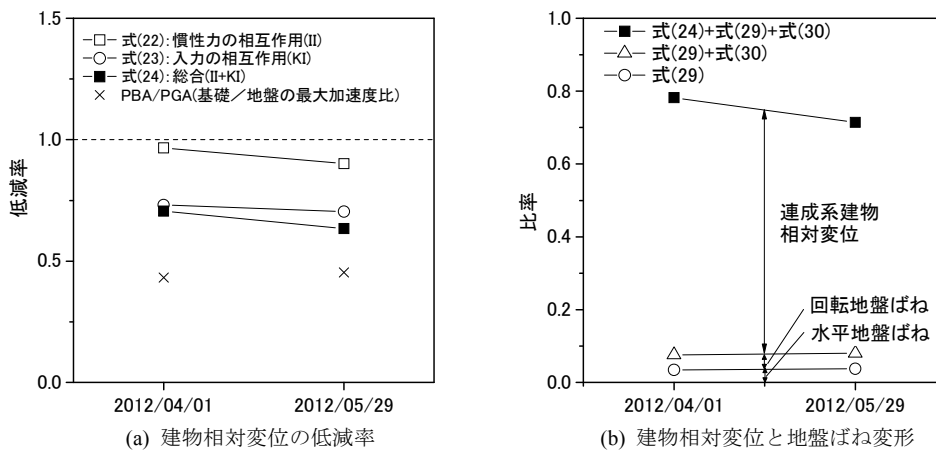 1.5
1.0
0.5
0.0
低減率
式(22):慣性力の相互作用(II)
式(23):入力の相互作用(KI)
式(24):総合(II+KI)
PBA/PGA(基礎／地盤の最大加速度比)
2012/04/01
2012/05/29
(a) 建物相対変位の低減率
1.0
0.8
0.6
0.4
0.2
0.0
比率
式(24)+式(29)+式(30)
式(29)+式(30)
式(29)
連成系建物
相対変位
回転地盤ばね
水平地盤ばね
2012/04/01
2012/05/29
(b) 建物相対変位と地盤ばね変形